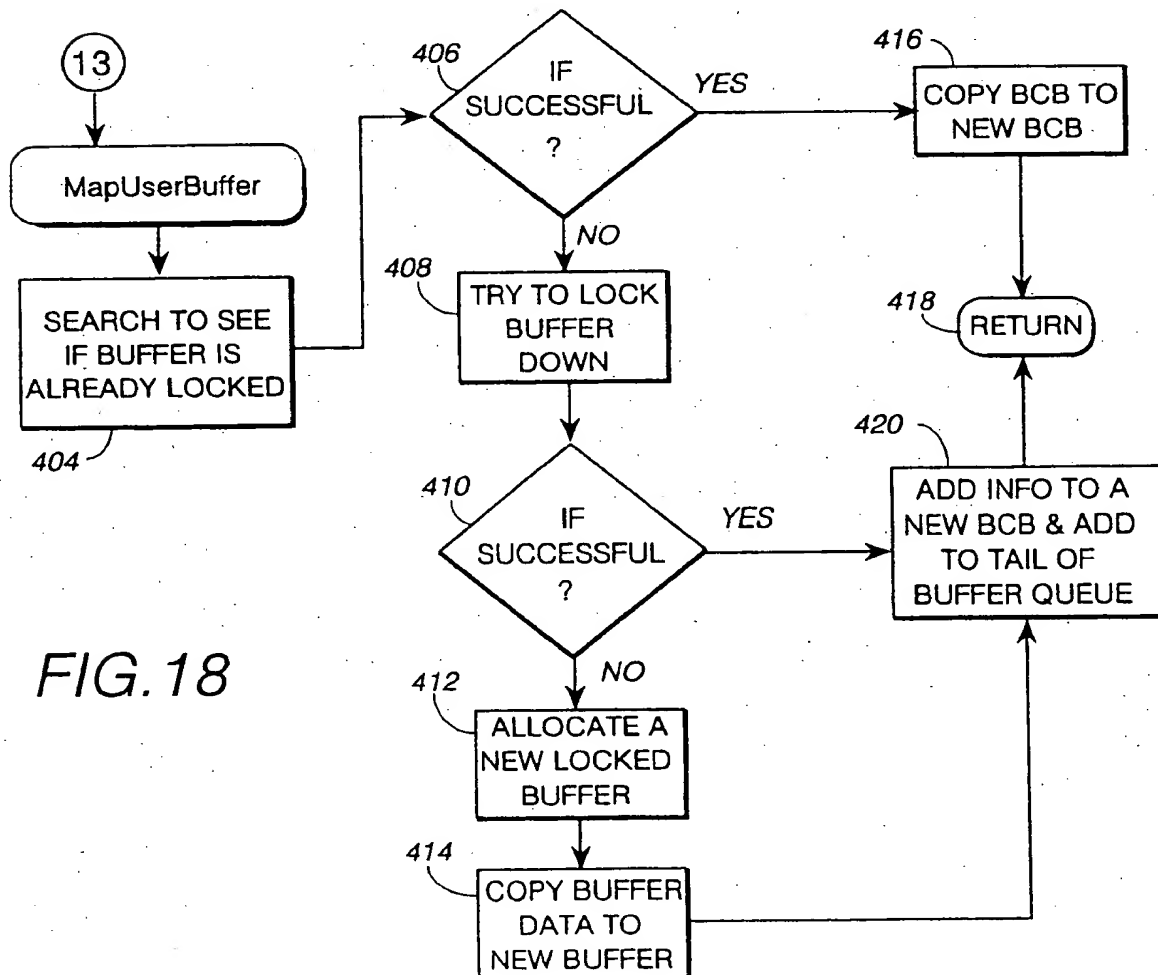 13
MapUserBuffer
SEARCH TO SEE
IF BUFFER IS
ALREADY LOCKED
404
406
IF
SUCCESSFUL
?
YES
NO
408
TRY TO LOCK
BUFFER
DOWN
410
IF
SUCCESSFUL
?
YES
NO
412
ALLOCATE A
NEW LOCKED
BUFFER
414
COPY BUFFER
DATA TO
NEW BUFFER
416
COPY BCB TO
NEW BCB
418
RETURN
420
ADD INFO TO A
NEW BCB & ADD
TO TAIL OF
BUFFER QUEUE
FIG.18